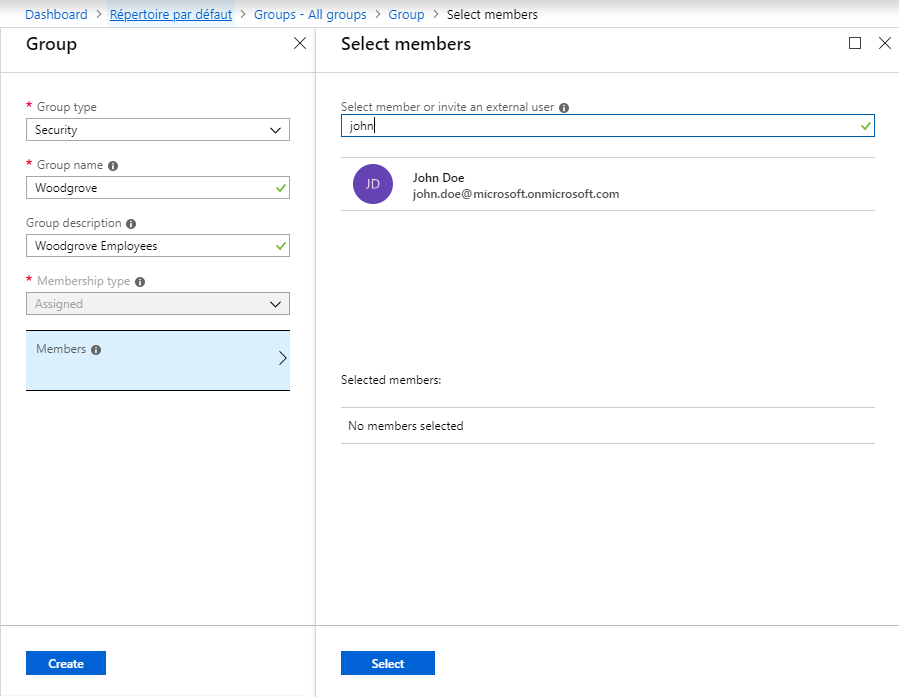 Dashboard > Répertoire par défaut > Groups - All groups > Group > Select members
Group
* Group type
Security
* Group name
Woodgrove
Group description
Woodgrove Employees
* Membership type
Assigned
Members
Create
Select members
Select member or invite an external user
john
JD
John Doe
john.doe@microsoft.onmicrosoft.com
Selected members:
No members selected
Select